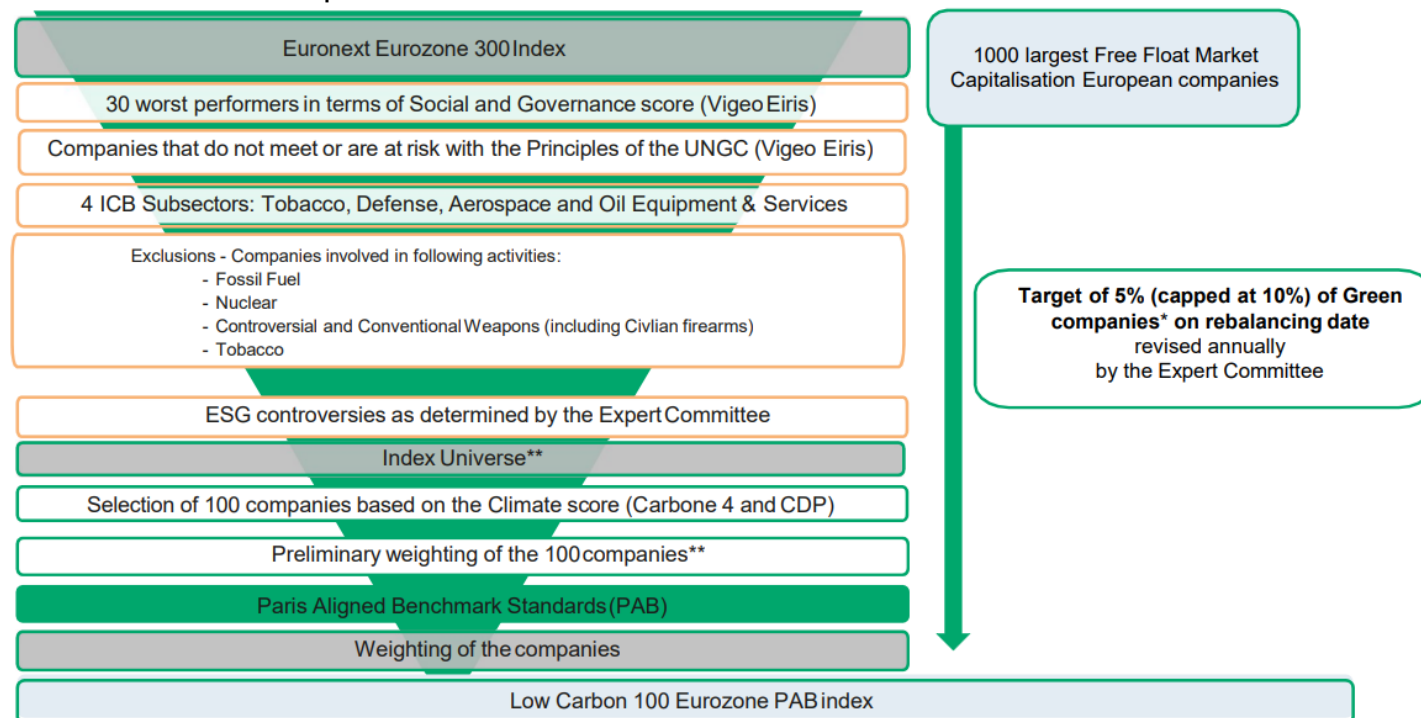 Euronext Eurozone 300 Index
30 worst performers in terms of Social and Governance score (Vigeo Eiris)
Companies that do not meet or are at risk with the Principles of the UNGC (Vigeo Eiris)
4 ICB Subsectors: Tobacco, Defense, Aerospace and Oil Equipment & Services
Exclusions - Companies involved in following activities:
- Fossil Fuel
- Nuclear
- Controversial and Conventional Weapons (including Civlian firearms)
- Tobacco
ESG controversies as determined by the Expert Committee
Index Universe**
Selection of 100 companies based on the Climate score (Carbone 4 and CDP)
Preliminary weighting of the 100 companies**
Paris Aligned Benchmark Standards (PAB)
Weighting of the companies
Low Carbon 100 Eurozone PAB index
1000 largest Free Float Market
Capitalisation European companies
Target of 5% (capped at 10%) of Green
companies* on rebalancing date
revised annually
by the Expert Committee